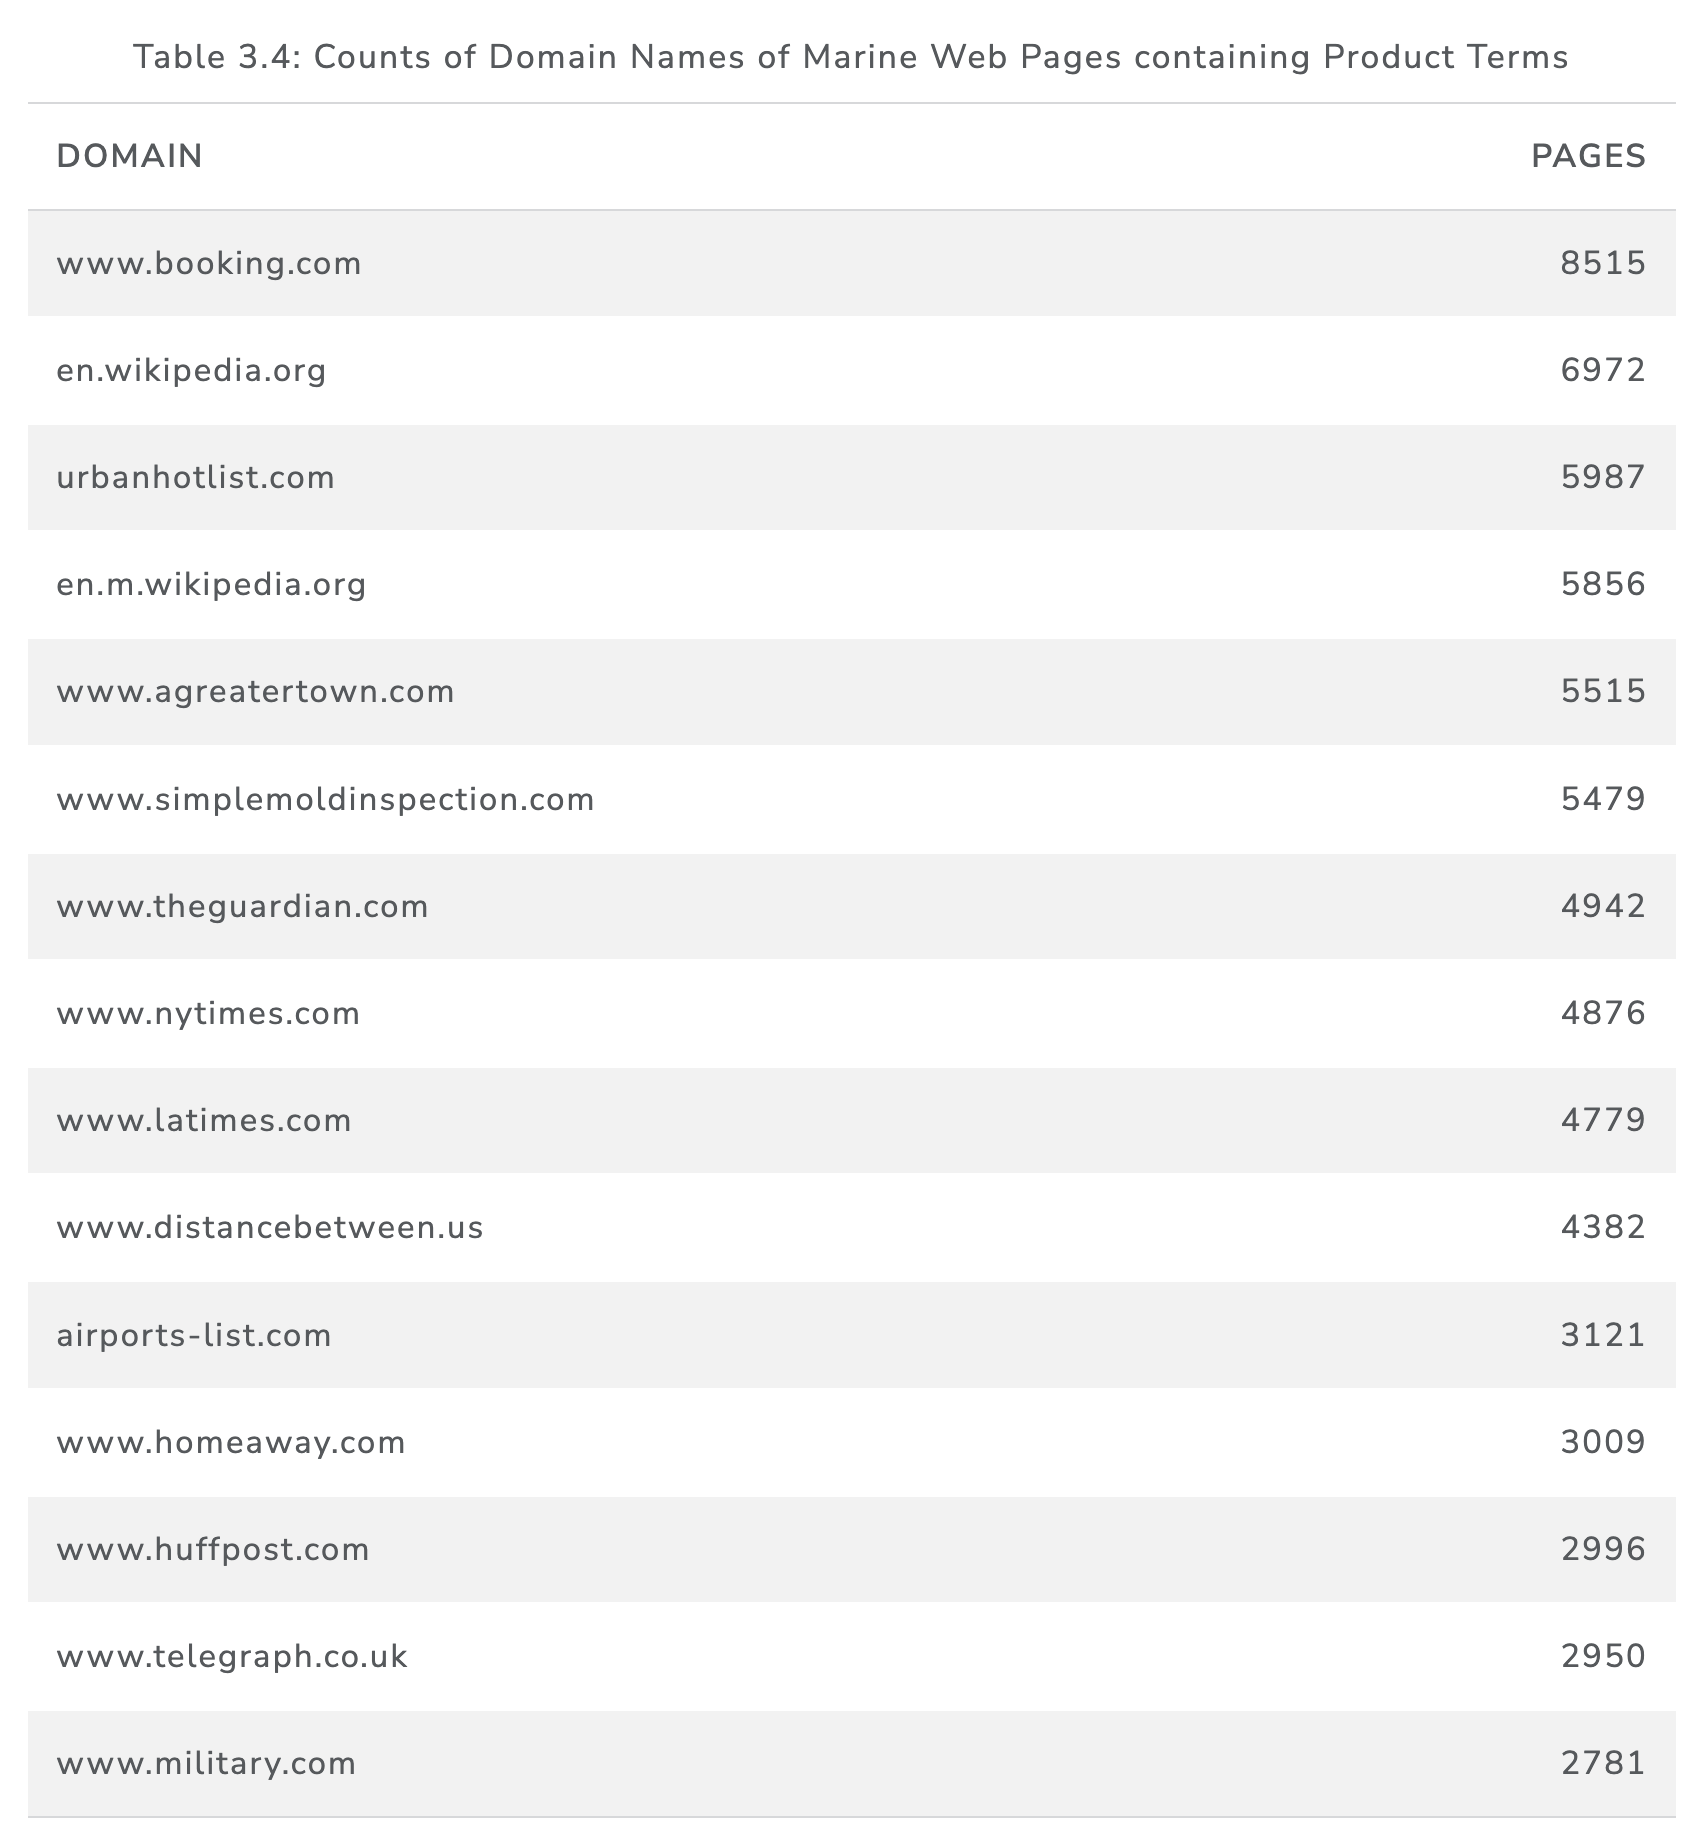 Table 3.4: Counts of Domain Names of Marine Web Pages containing Product Terms
DOMAIN PAGES
www.booking.com 8515
en.wikipedia.org 6972
urbanhotlist.com 5987
en.m.wikipedia.org 5856
www.agreatertown.com 5515
www.simplemoldinspection.com 5479
www.theguardian.com 4942
www.nytimes.com 4876
www.latimes.com 4779
www.distancebetween.us 4382
airports-list.com 3121
www.homeaway.com 3009
www.huffpost.com 2996
www.telegraph.co.uk 2950
www.military.com 2781